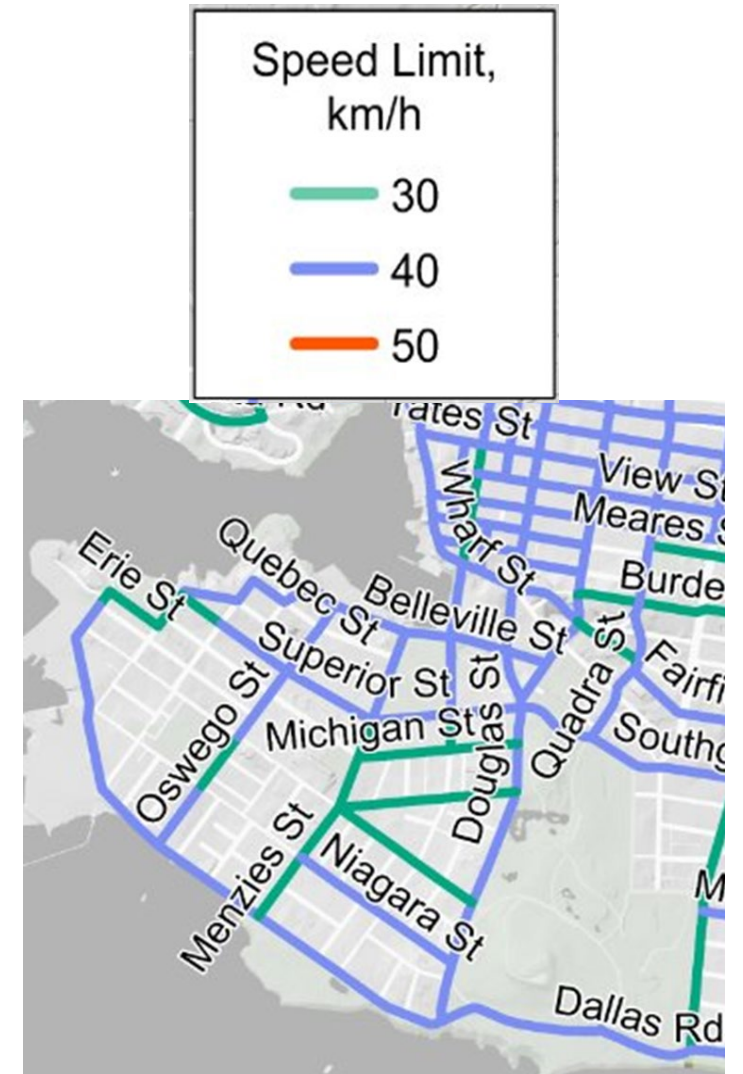 Speed Limit,
km/h
30
40
50
Yates St
View St
Wharf St
Meares S
Erie St
Quebec St
Burde
Belleville St
Superior St
Quadra St
Fairfi
Oswego St
Michigan St
Douglas St
Southg
Menzies St
Niagara St
M
Dallas Rd